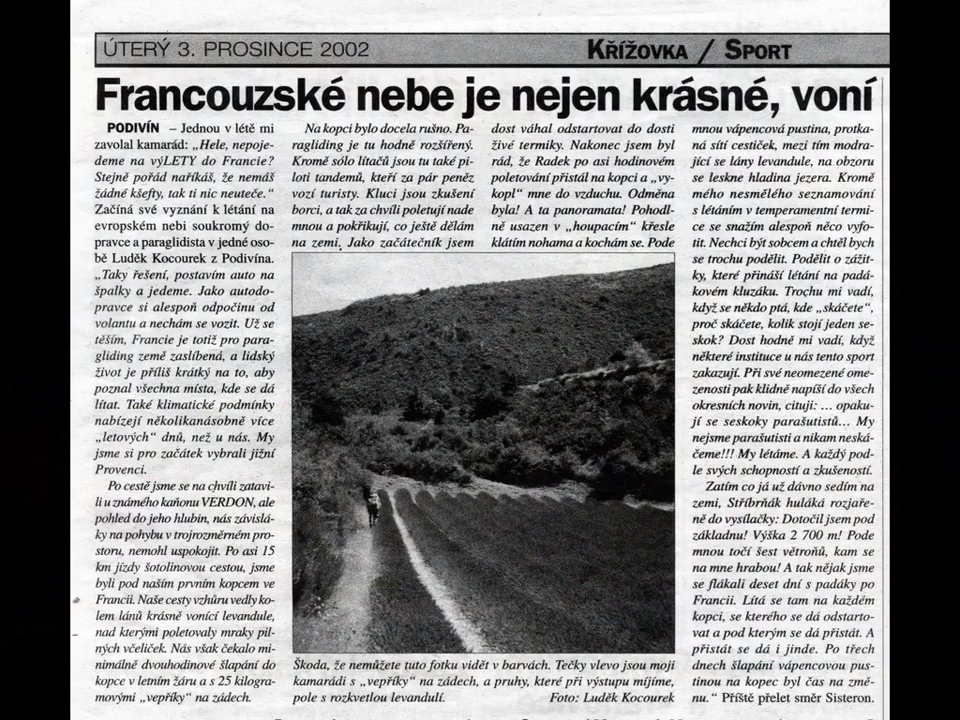 ÚTERÝ 3. PROSINCE 2002
KŘÍŽOVKA / SPORT
Francouzské nebe je nejen krásné, voní
PODIVÍN – Jednou v létě mi
zavolal kamarád: „Hele, nepoje-
deme na výLETY do Francie?
Stejně pořád naříkáš, že nemáš
žádné kšefty, tak ti nic neuteče.“
Začíná své vyznání k létání na
evropském nebi soukromý do-
pravce a paraglidista v jedné oso-
bě Luděk Kocourek z Podivína.
„Taky řešení, postavím auto na
špalky a jedeme. Jako autodo-
pravce si alespoň odpočinu od
volantu a nechám se vozit. Už se
těším, Francie je totiž pro para-
gliding země zaslíbená, a lidský
život je příliš krátký na to, aby
poznal všechna místa, kde se dá
lítat. Také klimatické podmínky
nabízejí několikanásobně více
„letových“ dnů, než u nás. My
jsme si pro začátek vybrali jižní
Provenci.
Po cestě jsme se na chvíli zatavi-
li u známého kaňonu VERDON, ale
pohled do jeho hlubin, nás závislá-
ky na pohybu v trojrozměrném pro-
storu, nemohl uspokojit. Po asi 15
km jízdy šotolinovou cestou, jsme
byli pod naším prvním kopcem ve
Francii. Naše cesty vzhůru vedly ko-
lem lánů krásně vonící levandule,
nad kterými poletovaly mraky pil-
ných včeliček. Nás však čekalo mi-
nimálně dvouhodinové šlapání do
kopce v letním žáru a s 25 kilogra-
movými „vepříky“ na zádech.
Na kopci bylo docela rušno. Pa-
ragliding je tu hodně rozšířený.
Kromě sólo lítačů jsou tu také pi-
loti tandemů, kteří za pár peněz
vozí turisty. Kluci jsou zkušení
borci, a tak za chvíli poletují nade
mnou a pokřikují, co ještě dělám
na zemi. Jako začátečník jsem
dost váhal odstartovat do dosti
živé termiky. Nakonec jsem byl
rád, že Radek po asi hodinovém
poletování přistál na kopci a „vy-
kopl“ mne do vzduchu. Odměna
byla! A ta panoramata! Pohodl-
ně usazen v „houpacím“ křesle
klátím nohama a kochám se. Pode
mnou vápencová pustina, protka-
ná sítí cestiček, mezi tím modra-
jící se lány levandule, na obzoru
se leskne hladina jezera. Kromě
mého nesmělého seznamování
s létáním v temperamentní termi-
ce se snažím alespoň něco vyfo-
tit. Nechci být sobcem a chtěl bych
se trochu podělit. Podělit o zážit-
ky, které přináší létání na padá-
kovém kluzáku. Trochu mi vadí,
když se někdo ptá, kde „skáčete“,
proč skáčete, kolik stojí jeden se-
skok? Dost hodně mi vadí, když
některé instituce u nás tento sport
zakazují. Při své neomezené ome-
zenosti pak klidně napíší do všech
okresních novin, cituji: … opaku-
jí se seskoky parašutistů… My
nejsme parašutisti a nikam neská-
čeme!!! My létáme. A každý pod-
le svých schopností a zkušeností.
Zatím co já už dávno sedím na
zemi, Stříbrňák huláká rozjaře-
ně do vysílačky: Dotočil jsem pod
základnu! Výška 2 700 m! Pode
mnou točí šest větroňů, kam se
na mne hrabou! A tak nějak jsme
se flákali deset dní s padáky po
Francii. Lítá se tam na každém
kopci, se kterého se dá odstarto-
vat a pod kterým se dá přistát. A
přistát se dá i jinde. Po třech
dnech šlapání vápencovou pus-
tinou na kopec byl čas na změ-
nu.“ Příště přelet směr Sisteron.
Škoda, že nemůžete tuto fotku vidět v barvách. Tečky vlevo jsou moji
kamarádi s „vepříky“ na zádech, a pruhy, které při výstupu míjíme,
pole s rozkvetlou levandulí. Foto: Luděk Kocourek